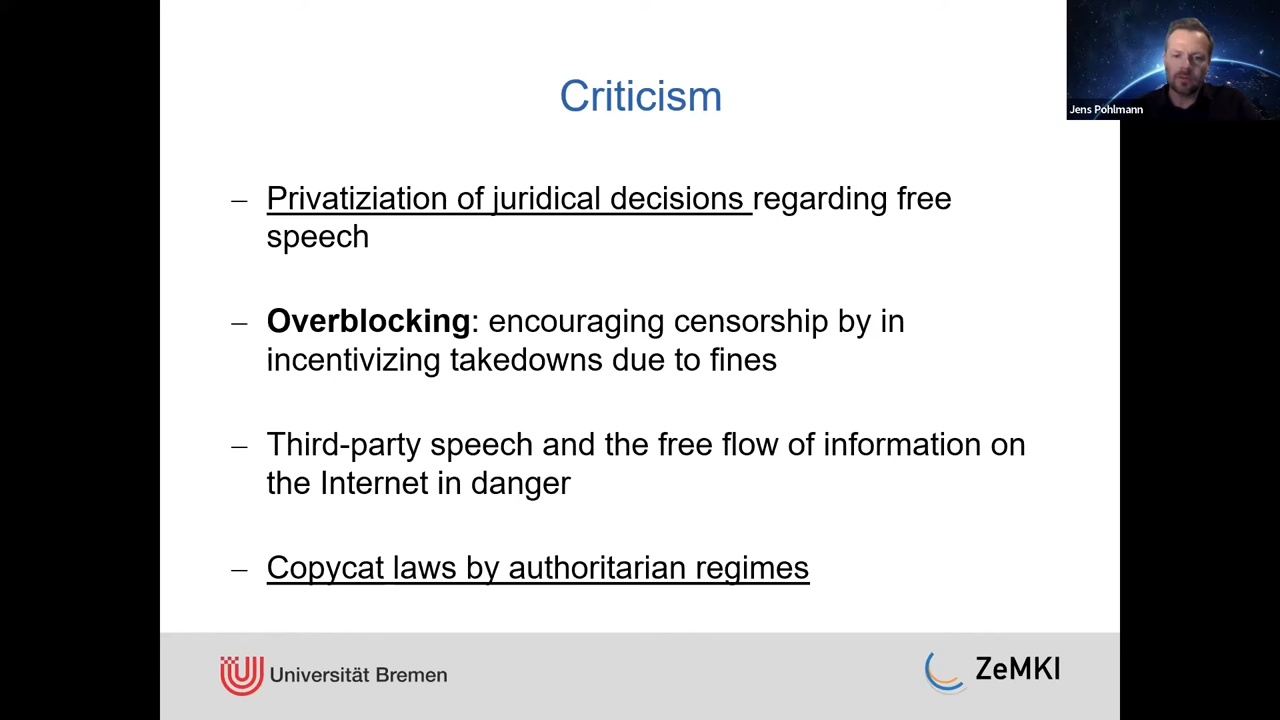 Criticism
Jens Pohlmann
– Privatiziation of juridical decisions regarding free
speech
– Overblocking: encouraging censorship by in
incentivizing takedowns due to fines
– Third-party speech and the free flow of information on
the Internet in danger
– Copycat laws by authoritarian regimes
Universität Bremen
ZeMKI